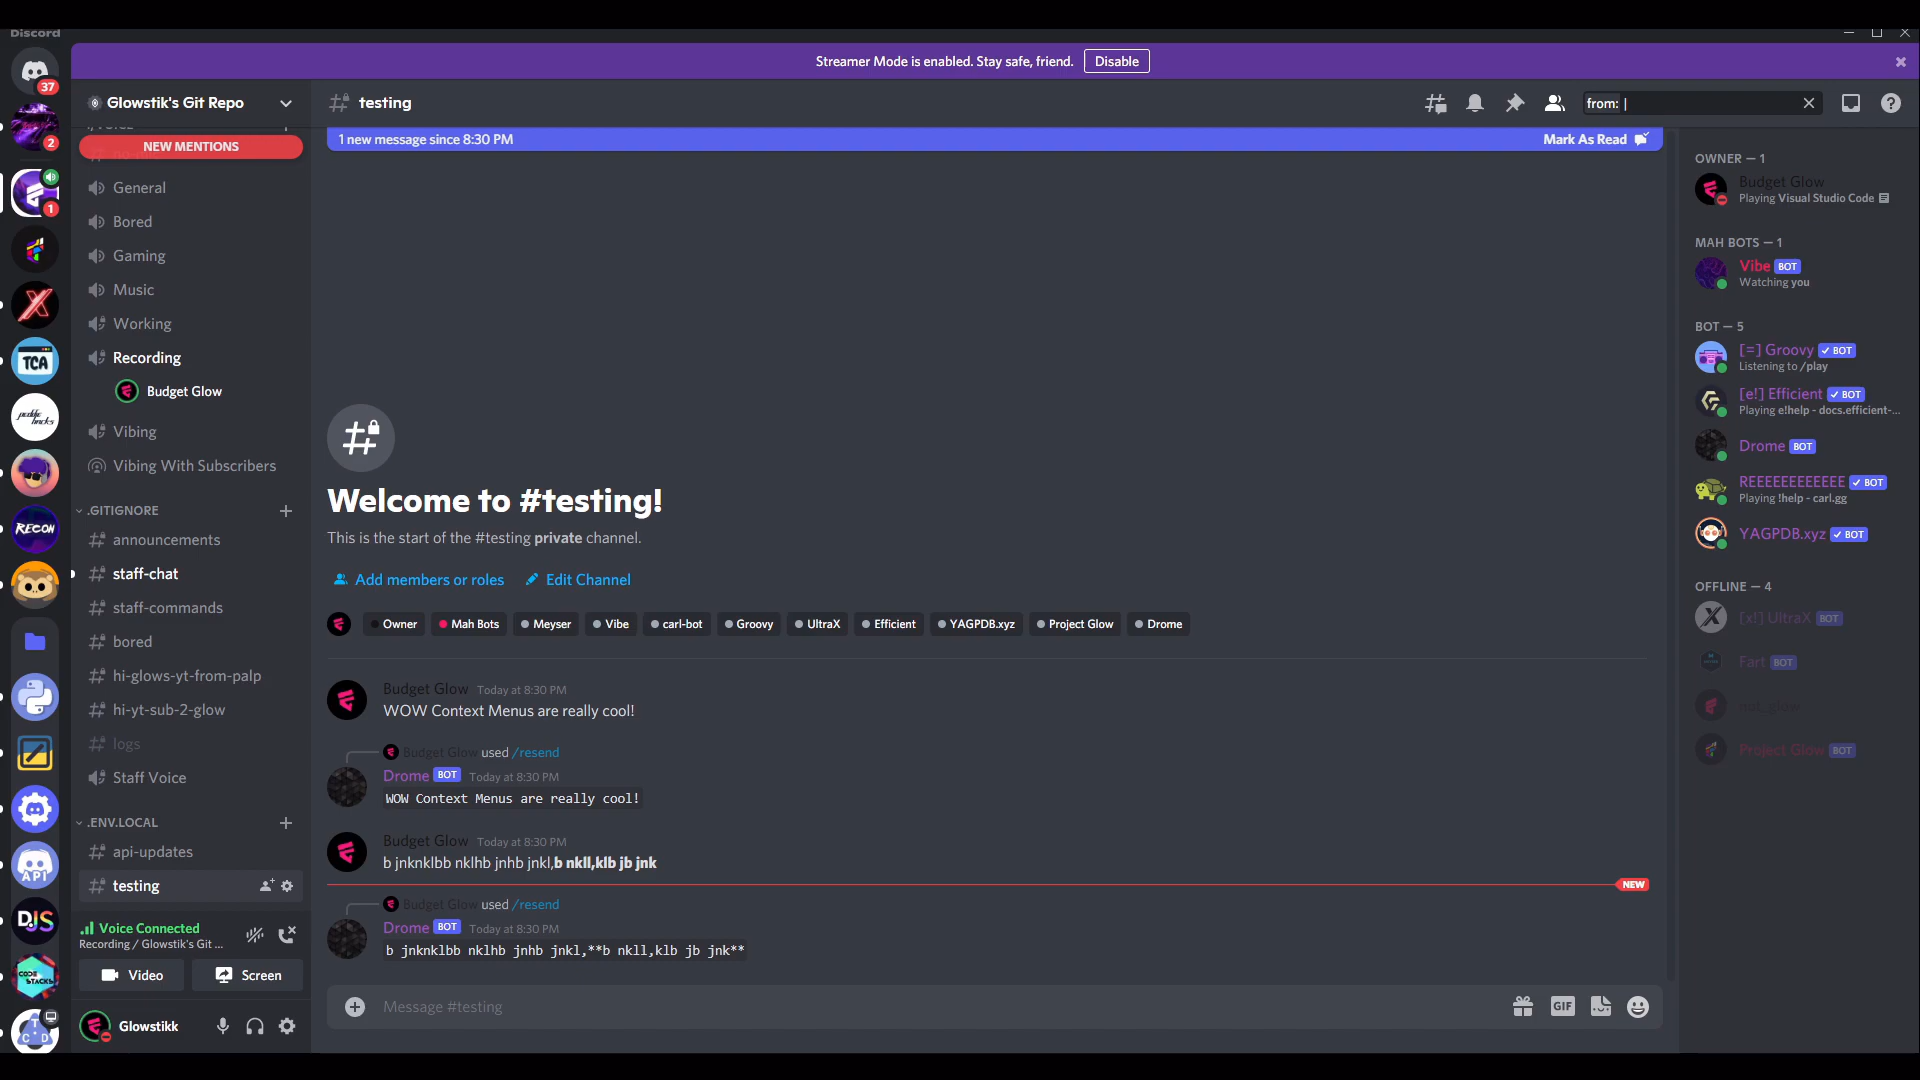 Discord
Streamer Mode is enabled. Stay safe, friend. Disable
37
2
1
TCA
RECON
API
DJS
CODE STACKS
T
C D
Glowstik's Git Repo
NEW MENTIONS
General
Bored
Gaming
Music
Working
Recording
Budget Glow
Vibing
Vibing With Subscribers
.GITIGNORE
announcements
staff-chat
staff-commands
bored
hi-glows-yt-from-palp
hi-yt-sub-2-glow
logs
Staff Voice
.ENV.LOCAL
api-updates
testing
Voice Connected
Recording / Glowstik's Git ...
Video Screen
Glowstikk
testing
from:
1 new message since 8:30 PM Mark As Read
Welcome to #testing!
This is the start of the #testing private channel.
Add members or roles Edit Channel
Owner Mah Bots Meyser Vibe carl-bot Groovy UltraX Efficient YAGPDB.xyz Project Glow Drome
Budget Glow Today at 8:30 PM
WOW Context Menus are really cool!
Budget Glow used /resend
Drome BOT Today at 8:30 PM
WOW Context Menus are really cool!
Budget Glow Today at 8:30 PM
b jnknklbb nklhb jnhb jnkl,b nkll,klb jb jnk
NEW
Budget Glow used /resend
Drome BOT Today at 8:30 PM
b jnknklbb nklhb jnhb jnkl,**b nkll,klb jb jnk**
Message #testing
GIF
OWNER — 1
Budget Glow
Playing Visual Studio Code
MAH BOTS — 1
Vibe BOT
Watching you
BOT — 5
[=] Groovy BOT
Listening to /play
[e!] Efficient BOT
Playing e!help - docs.efficient-...
Drome BOT
REEEEEEEEEEEE BOT
Playing !help - carl.gg
YAGPDB.xyz BOT
OFFLINE — 4
[x!] UltraX BOT
Fart BOT
Project Glow BOT